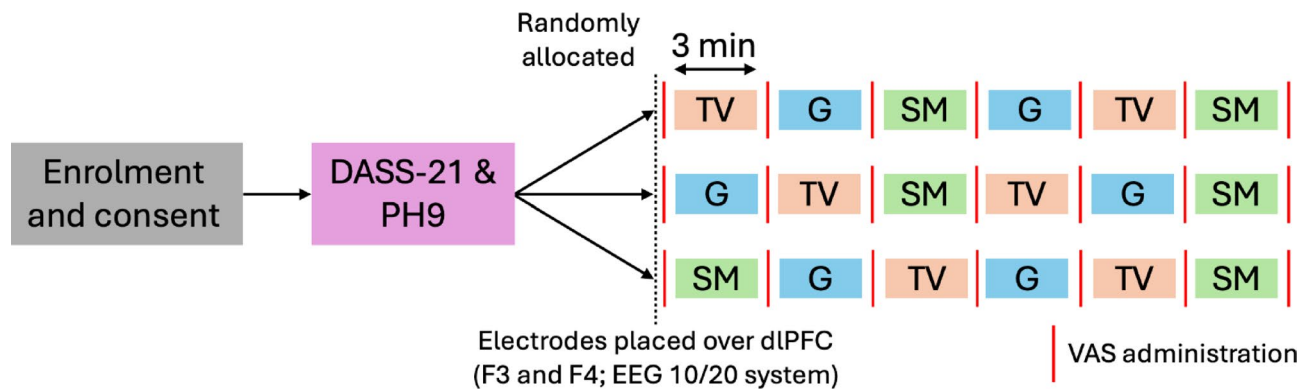 Randomly
allocated
3 min
Enrolment
and consent
DASS-21 &
PH9
TV G SM G TV SM
G TV SM TV G SM
SM G TV G TV SM
Electrodes placed over dlPFC
(F3 and F4; EEG 10/20 system)
VAS administration